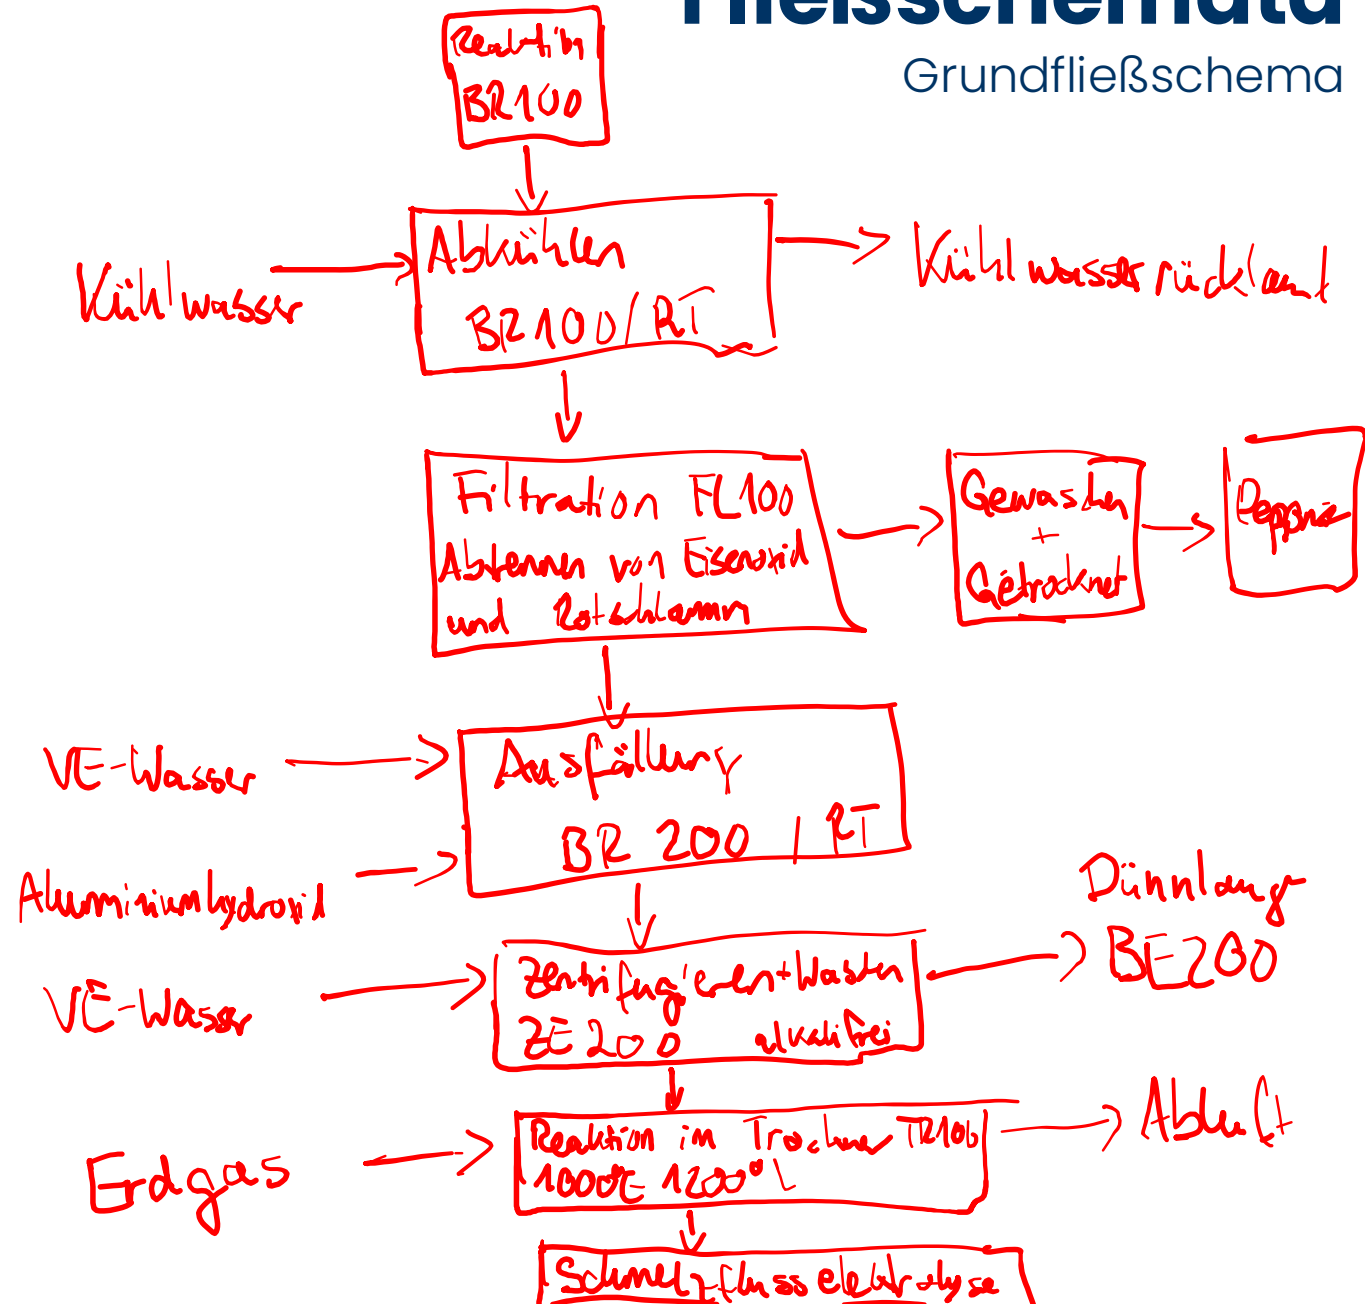 Fließschemata
Grundfließschema
Reaktion
BR100
Abkühlen
BR100/RT
Kühlwasser
Kühlwasserrücklauf
Filtration FL100
Abtrennen von Eisenoxid
und Rotschlamm
Gewaschen
+
Getrocknet
Deponie
VE-Wasser
Ausfällung
BR 200 / RT
Aluminiumhydroxid
Dünnlauge
BE200
VE-Wasser
Zentrifugieren+Waschen
ZE200 alkalifrei
Erdgas
Reaktion im Trockner TR100
1000°C 1200°C
Abluft
Schmelzflusselektrolyse